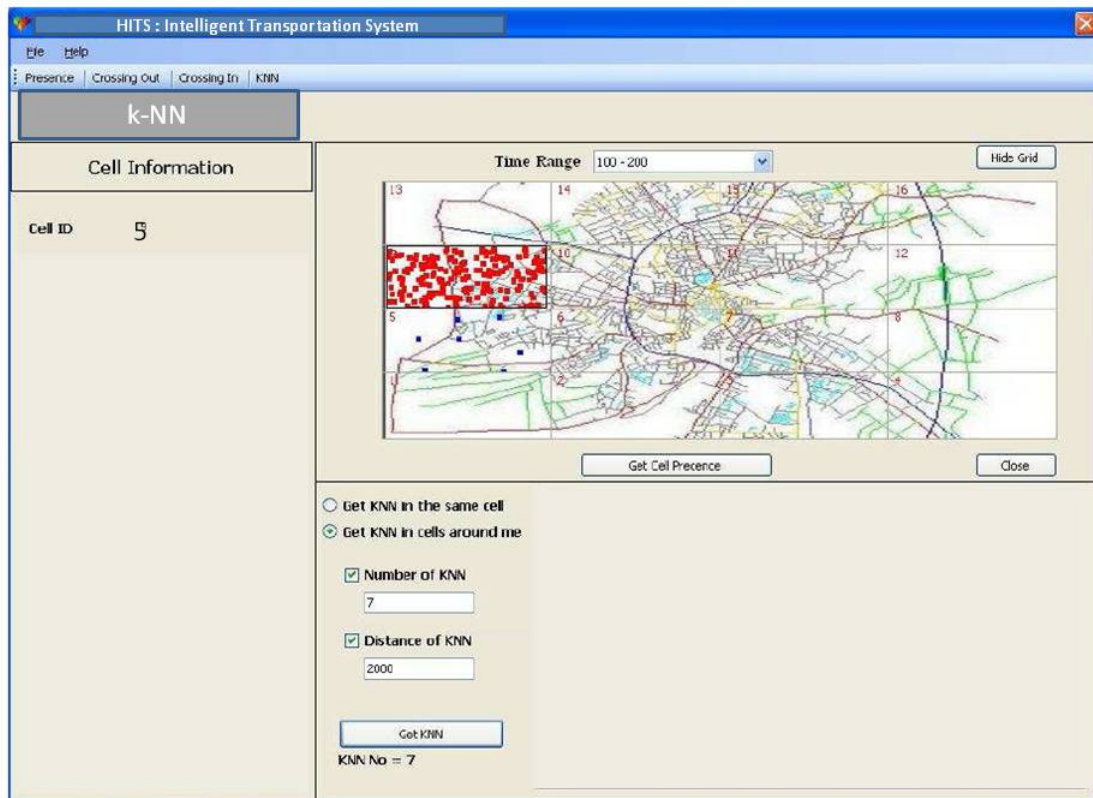 HITS : Intelligent Transportation System
File Help
Presence Crossing Out Crossing In KNN
k-NN
Cell Information
Cell ID 5
Time Range 100 - 200
Hide Grid
13 14 15 16
10 11 12
5 6 7 8
1 2 4
Get Cell Precence
Close
Get KNN in the same cell
Get KNN in cells around me
Number of KNN
7
Distance of KNN
2000
Get KNN
KNN No = 7